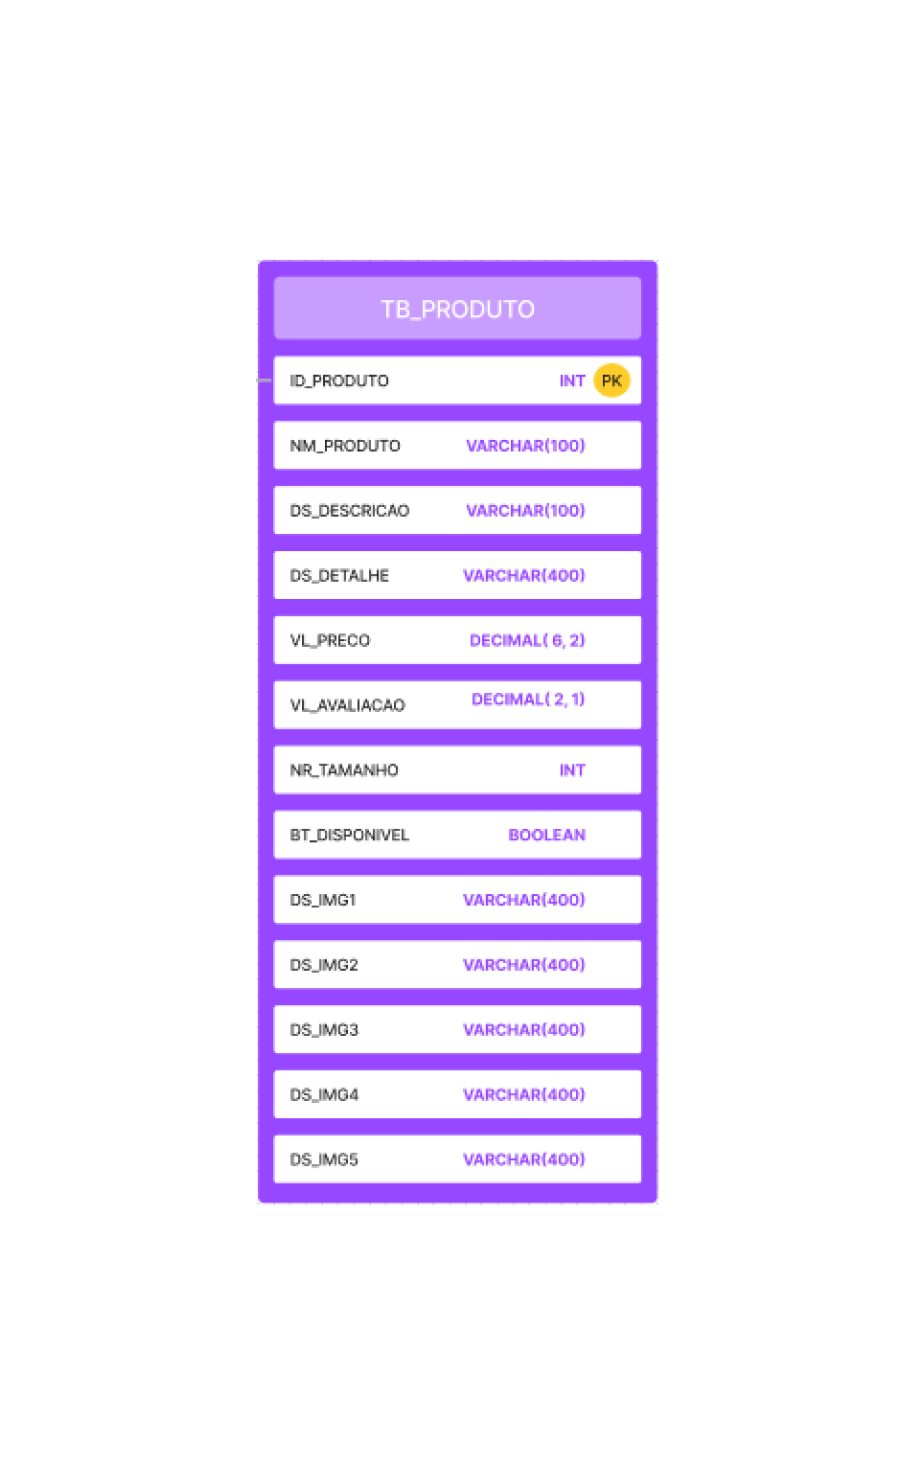 TB_PRODUTO
ID_PRODUTO INT PK
NM_PRODUTO VARCHAR(100)
DS_DESCRICAO VARCHAR(100)
DS_DETALHE VARCHAR(400)
VL_PRECO DECIMAL( 6, 2)
VL_AVALIACAO DECIMAL( 2, 1)
NR_TAMANHO INT
BT_DISPONIVEL BOOLEAN
DS_IMG1 VARCHAR(400)
DS_IMG2 VARCHAR(400)
DS_IMG3 VARCHAR(400)
DS_IMG4 VARCHAR(400)
DS_IMG5 VARCHAR(400)